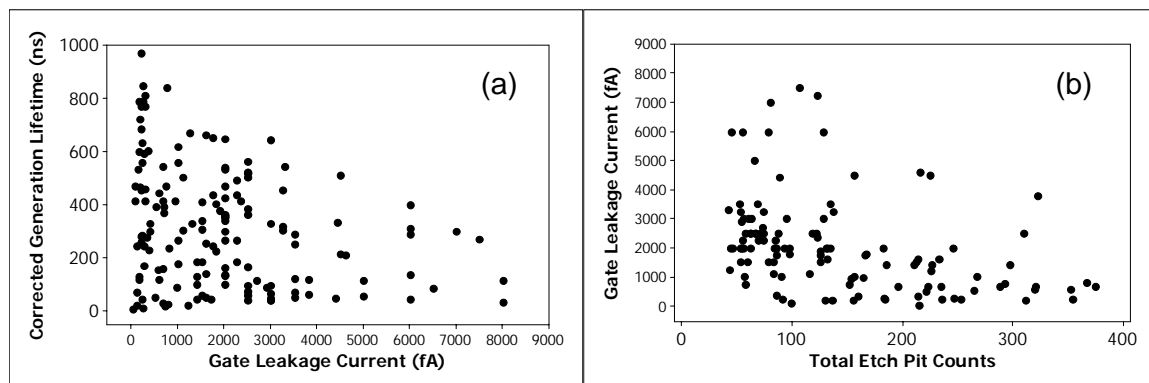 Corrected Generation Lifetime (ns)
1000
800
600
400
200
0
(a)
0 1000 2000 3000 4000 5000 6000 7000 8000 9000
Gate Leakage Current (fA)
Gate Leakage Current (fA)
9000
8000
7000
6000
5000
4000
3000
2000
1000
0
(b)
0 100 200 300 400
Total Etch Pit Counts